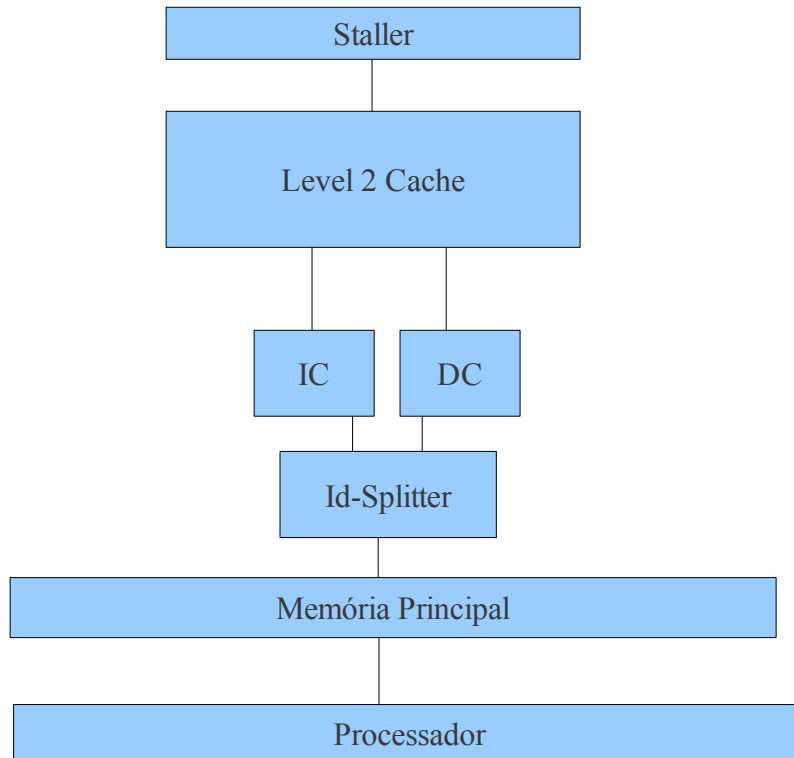 Staller
Level 2 Cache
IC
DC
Id-Splitter
Memória Principal
Processador